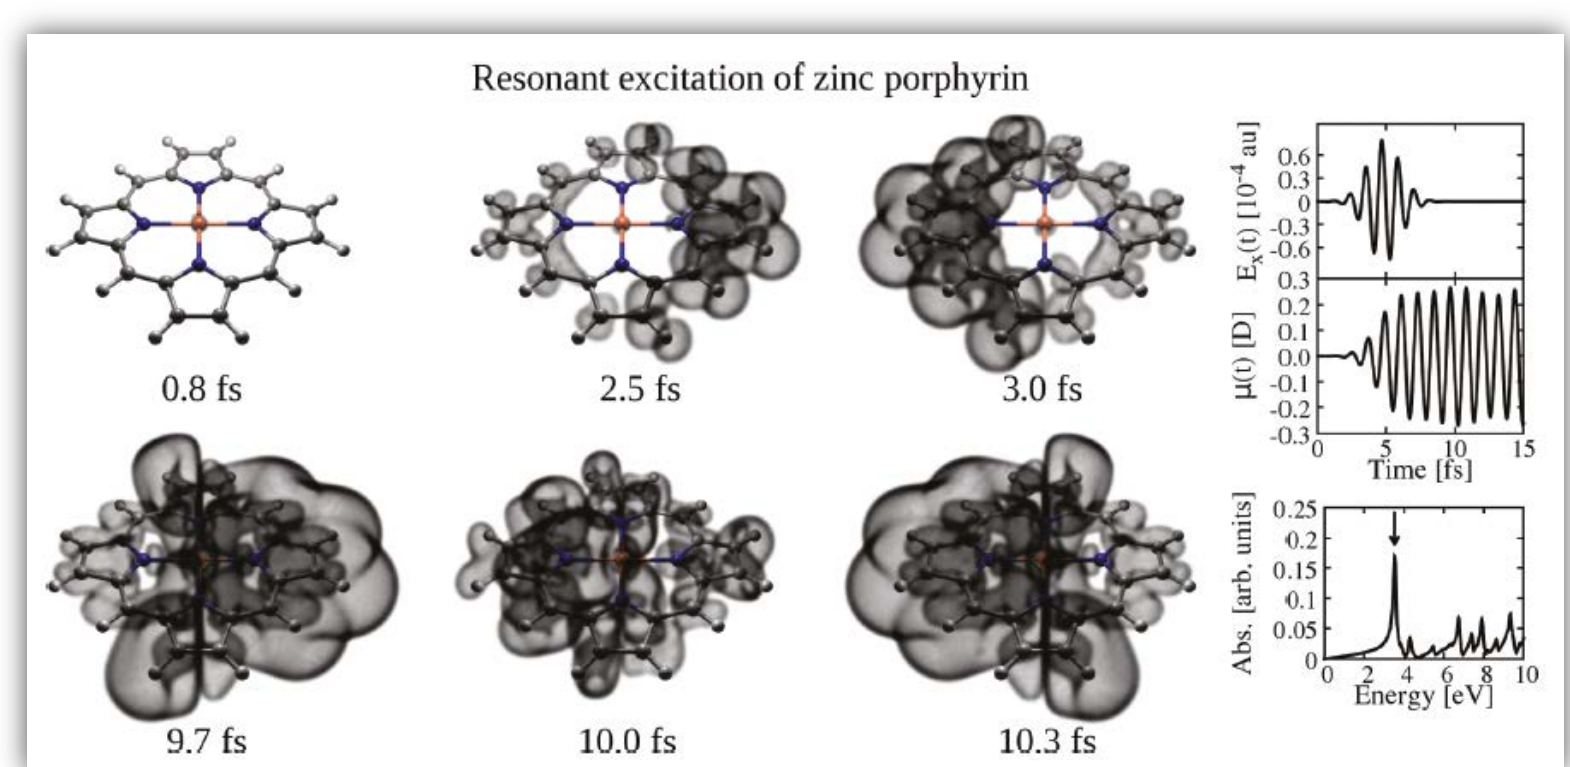 Resonant excitation of zinc porphyrin
0.8 fs
2.5 fs
3.0 fs
9.7 fs
10.0 fs
10.3 fs
Eₓ(t) [10⁻⁴ au]
0.6
0.3
0
-0.3
-0.6
μ(t) [D]
0.3
0.2
0.1
0.0
-0.1
-0.2
-0.3
0 5 10 15
Time [fs]
Abs. [arb. units]
0.25
0.2
0.15
0.1
0.05
0
0 2 4 6 8 10
Energy [eV]